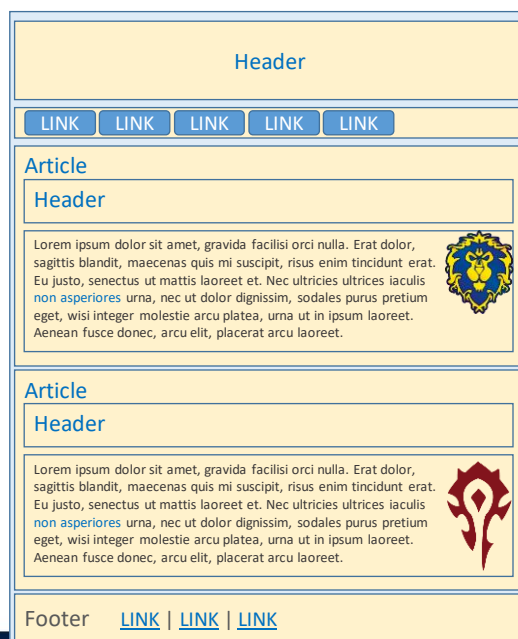 Header
LINK LINK LINK LINK LINK
Article
Header
Lorem ipsum dolor sit amet, gravida facilisi orci nulla. Erat dolor,
sagittis blandit, maecenas quis mi suscipit, risus enim tincidunt erat.
Eu justo, senectus ut mattis laoreet et. Nec ultricies ultrices iaculis
non asperiores urna, nec ut dolor dignissim, sodales purus pretium
eget, wisi integer molestie arcu platea, urna ut in ipsum laoreet.
Aenean fusce donec, arcu elit, placerat arcu laoreet.
Article
Header
Lorem ipsum dolor sit amet, gravida facilisi orci nulla. Erat dolor,
sagittis blandit, maecenas quis mi suscipit, risus enim tincidunt erat.
Eu justo, senectus ut mattis laoreet et. Nec ultricies ultrices iaculis
non asperiores urna, nec ut dolor dignissim, sodales purus pretium
eget, wisi integer molestie arcu platea, urna ut in ipsum laoreet.
Aenean fusce donec, arcu elit, placerat arcu laoreet.
Footer LINK | LINK | LINK